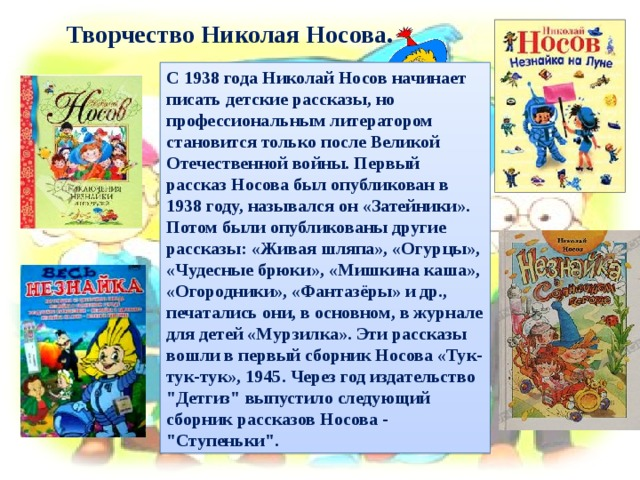 Творчество Николая Носова.
Николай
НОСОВ
Незнайка на Луне
НОСОВ
С 1938 года Николай Носов начинает
писать детские рассказы, но
профессиональным литератором
становится только после Великой
Отечественной войны. Первый
рассказ Носова был опубликован в
1938 году, назывался он «Затейники».
Потом были опубликованы другие
рассказы: «Живая шляпа», «Огурцы»,
«Чудесные брюки», «Мишкина каша»,
«Огородники», «Фантазёры» и др.,
печатались они, в основном, в журнале
для детей «Мурзилка». Эти рассказы
вошли в первый сборник Носова «Тук-
тук-тук», 1945. Через год издательство
"Детгиз" выпустило следующий
сборник рассказов Носова -
"Ступеньки".
НЕЗНАЙКИ
ВЕСЬ
НЕЗНАЙКА
Николай
Носов
Незнайка
Солнечном
городе